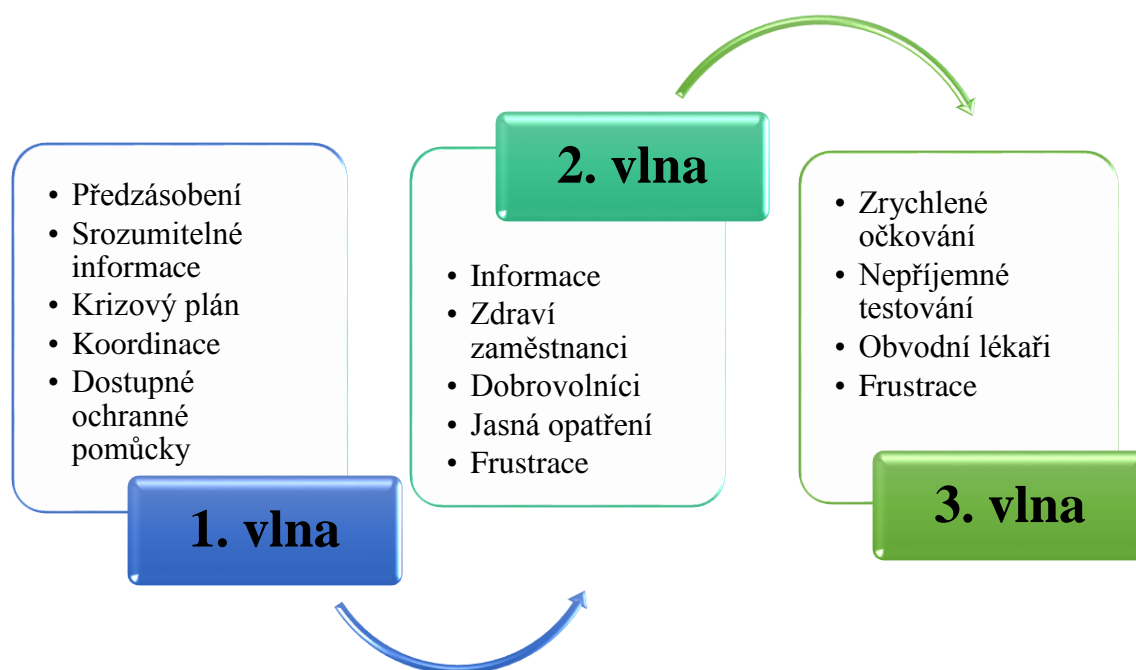 • Předzásobení
• Srozumitelné
informace
• Krizový plán
• Koordinace
• Dostupné
ochranné
pomůcky
1. vlna
2. vlna
• Informace
• Zdraví
zaměstnanci
• Dobrovolníci
• Jasná opatření
• Frustrace
• Zrychlené
očkování
• Nepříjemné
testování
• Obvodní lékaři
• Frustrace
3. vlna